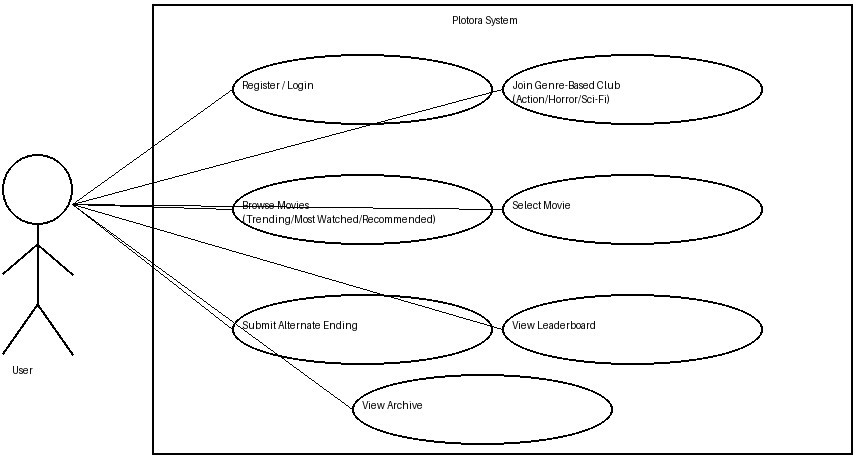 Plotora System
Register / Login
Join Genre-Based Club
(Action/Horror/Sci-Fi)
Browse Movies
(Trending/Most Watched/Recommended)
Select Movie
Submit Alternate Ending
View Leaderboard
View Archive
User